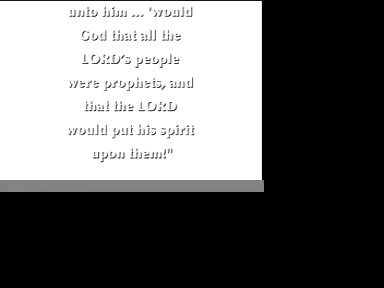 unto him ... 'would
God that all the
LORD's people
were prophets, and
that the LORD
would put his spirit
upon them!"